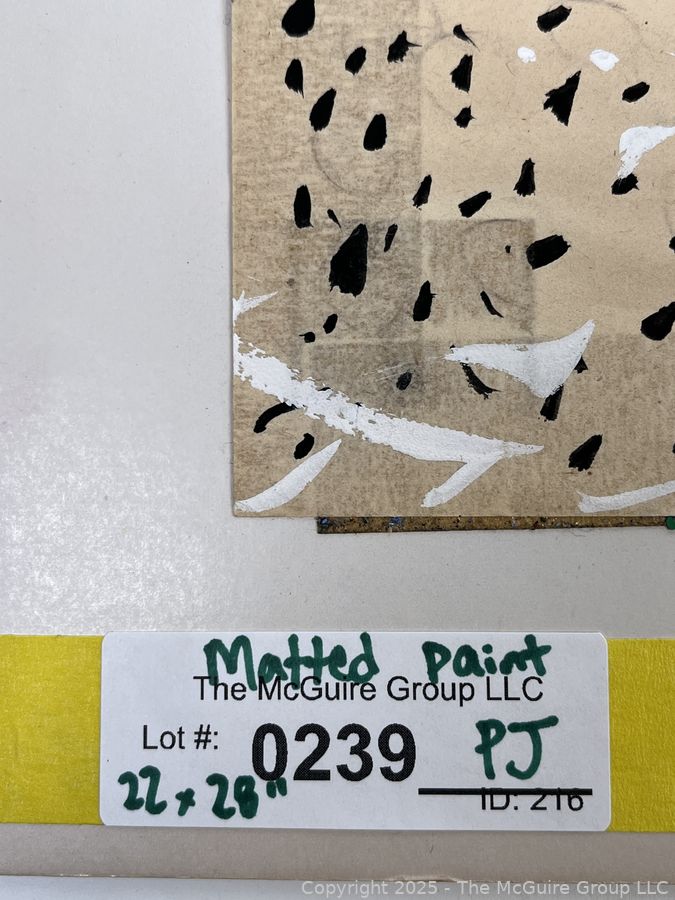 Matted paint
The McGuire Group LLC
Lot #: 0239 PJ
22 x 28"
ID: 216
Copyright 2025 - The McGuire Group LLC